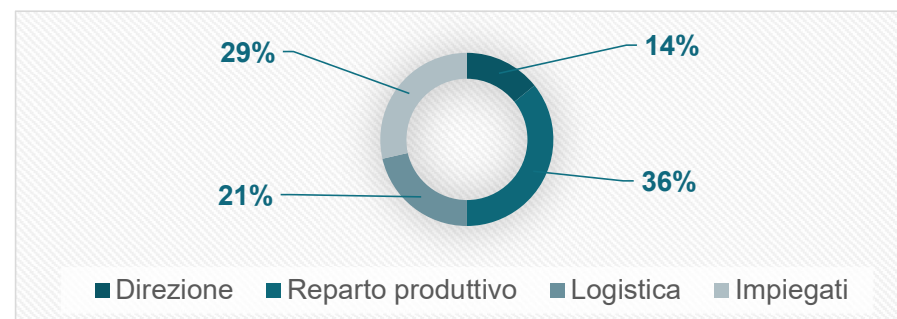 29%
14%
21%
36%
Direzione
Reparto produttivo
Logistica
Impiegati